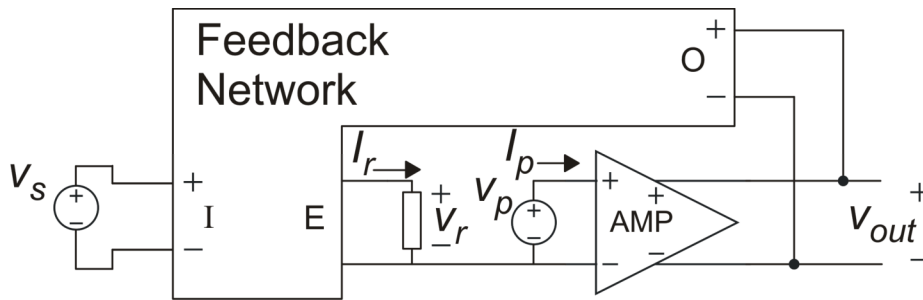 Feedback
Network
+
O
−
I_r
I_p
v_s
+
−
+
I
−
E
+
v_r
−
v_p
+
−
+
−
AMP
+
−
+
v_out
−